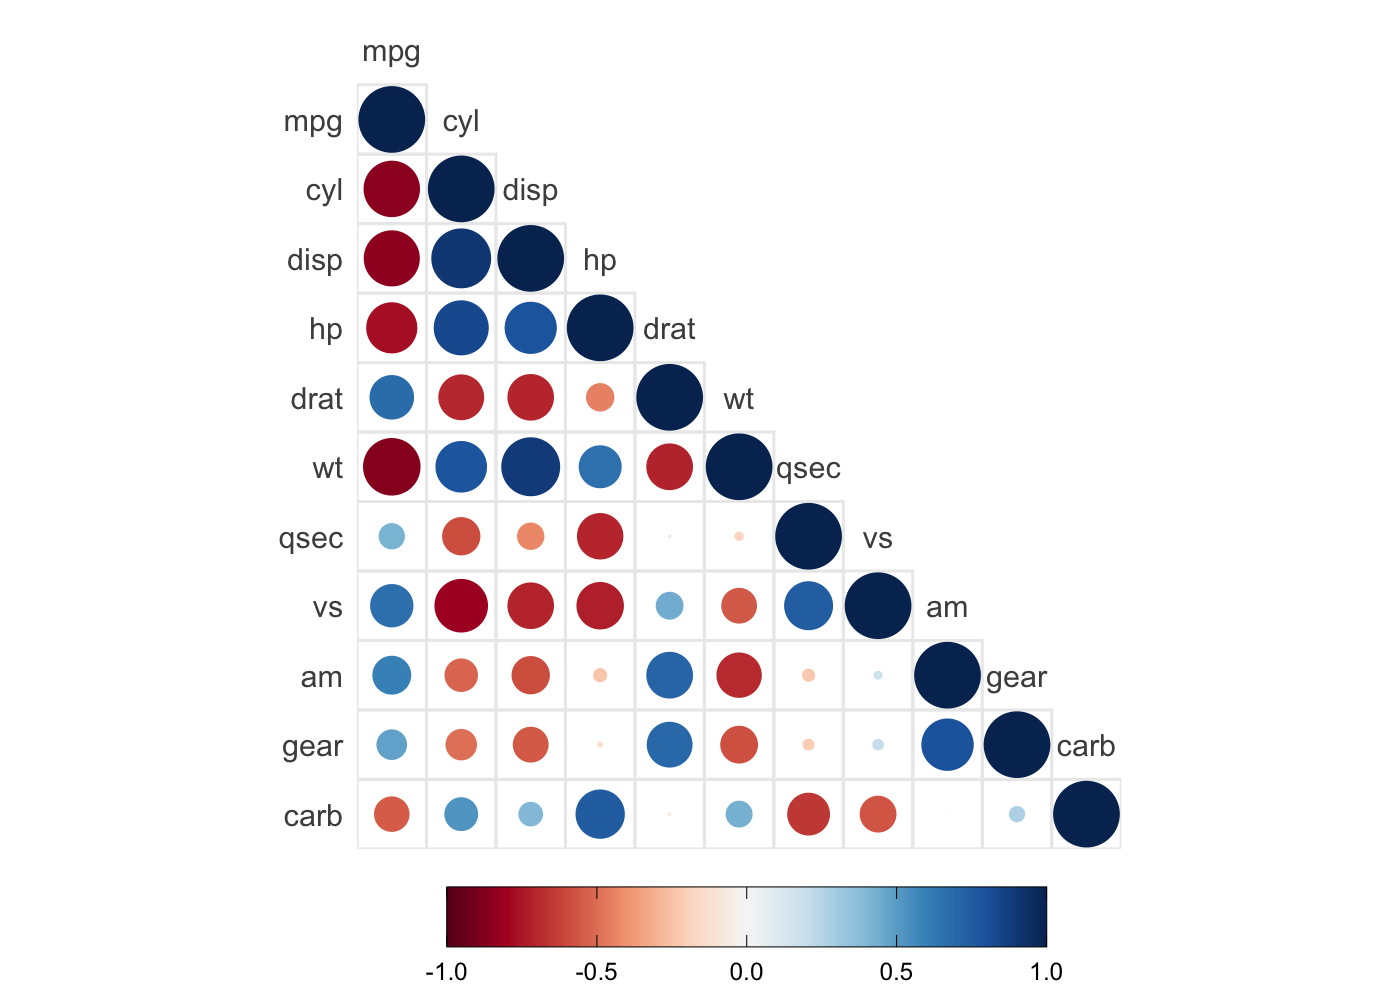 mpg
mpg cyl
cyl disp
disp hp
hp drat
drat wt
wt qsec
qsec vs
vs am
am gear
gear carb
carb
-1.0 -0.5 0.0 0.5 1.0